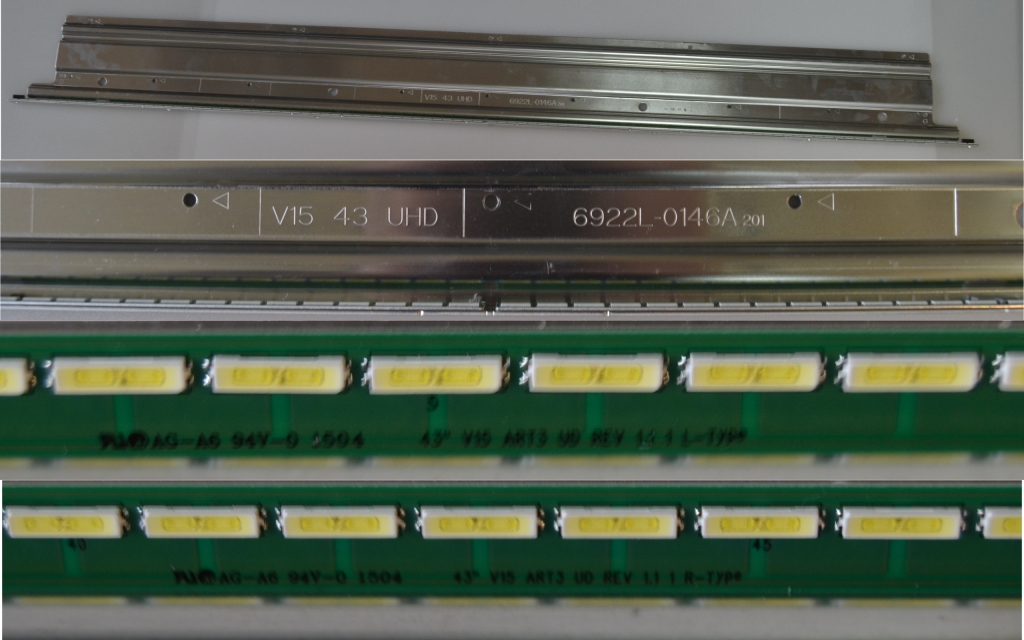 V15 43 UHD 6922L-0146A 201
V15 43 UHD 6922L-0146A 201
9
AG-A6 94V-0 1504 43" V15 ART3 UD REV 1.1 1 L-TYPE
40 45
AG-A6 94V-0 1504 43" V15 ART3 UD REV 1.1 1 R-TYPE